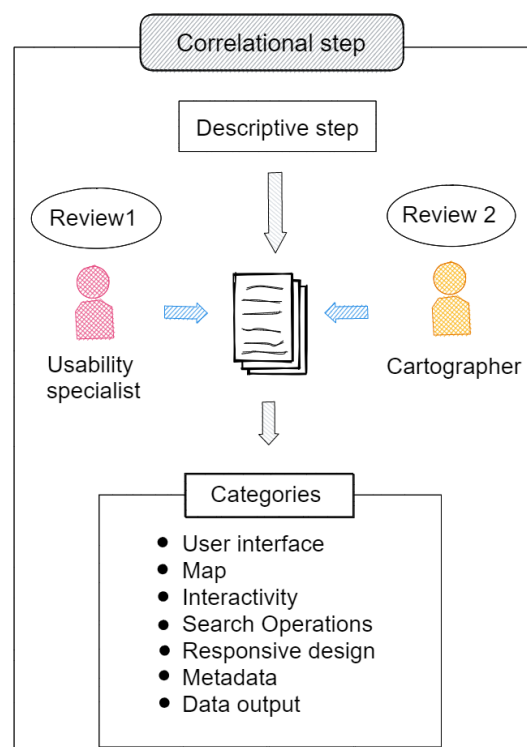 Correlational step
Descriptive step
Review1
Review 2
Usability
specialist
Cartographer
Categories
User interface
Map
Interactivity
Search Operations
Responsive design
Metadata
Data output